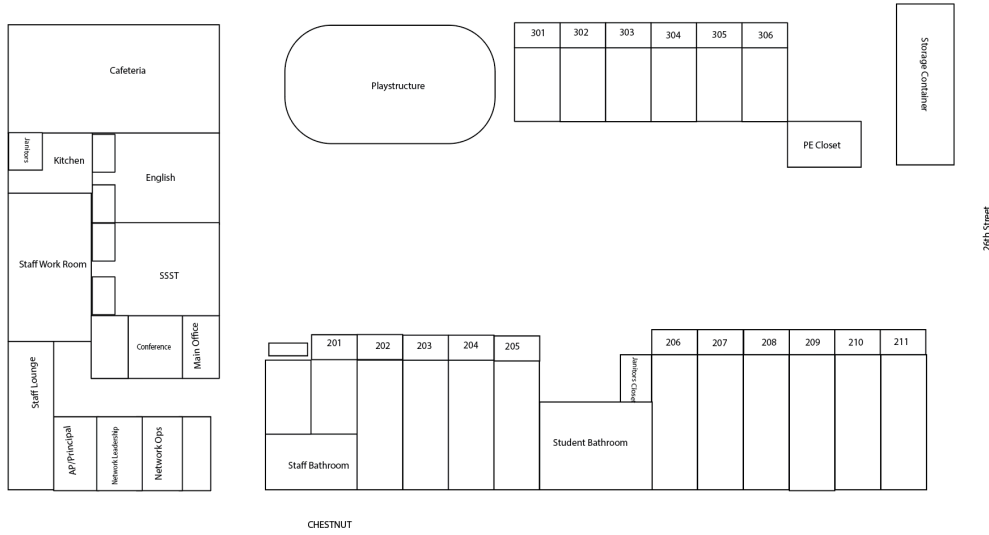 301
302
303
304
305
306
Storage Container
Cafeteria
Playstructure
Janitors
Kitchen
PE Closet
English
26th Street
Staff Work Room
SSST
Main Office
Conference
201
202
203
204
205
206
207
208
209
210
211
Staff Lounge
Janitors Closet
AP/Principal
Network Leadership
Network Ops
Student Bathroom
Staff Bathroom
CHESTNUT